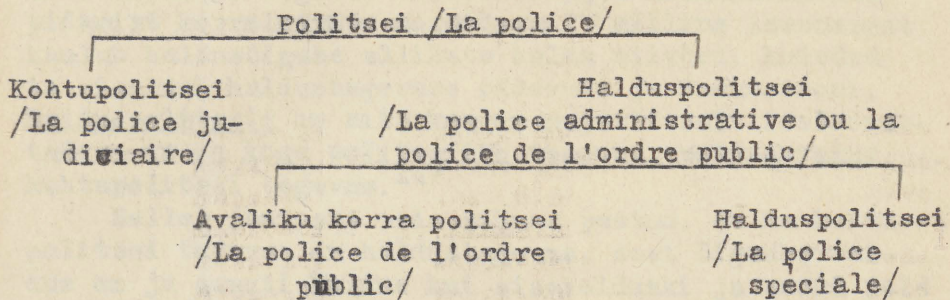 Politsei /La police/
Kohtupolitsei
/La police ju-
diciaire/
Halduspolitsei
/La police administrative ou la
police de l'ordre public/
Avaliku korra politsei
/La police de l'ordre
public/
Halduspolitsei
/La police
speciale/